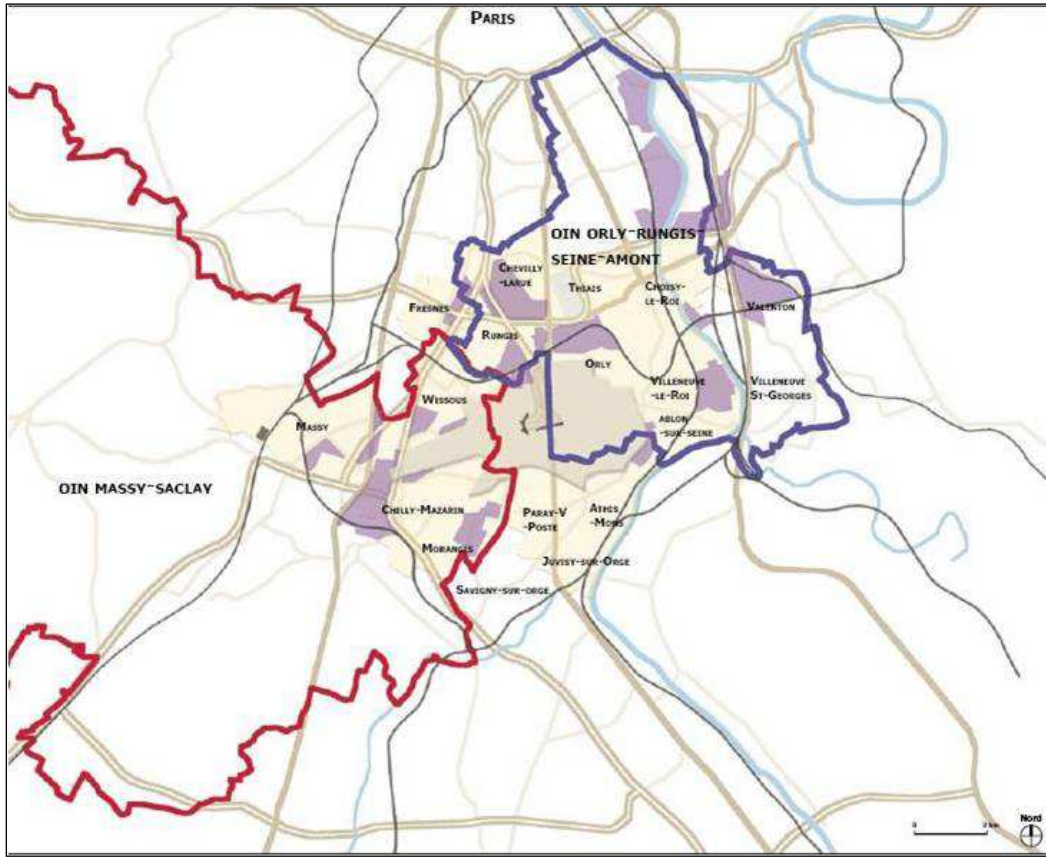 PARIS
OIN ORLY-RUNGIS-
SEINE-AMONT
CHEVILLY
-LARUE
THIAIS
CHOISY-
LE-ROI
FRESNES
VALENTON
RUNGIS
ORLY
VILLENEUVE
-LE-ROI
VILLENEUVE
ST-GEORGES
WISSOUS
MASSY
ABLON
-SUR-SEINE
OIN MASSY-SACLAY
CHILLY-MAZARIN
PARAY-V
-POSTE
ATHIS
-MONS
MORANGIS
JUVISY-SUR-ORGE
SAVIGNY-SUR-ORGE
0
2 km
Nord